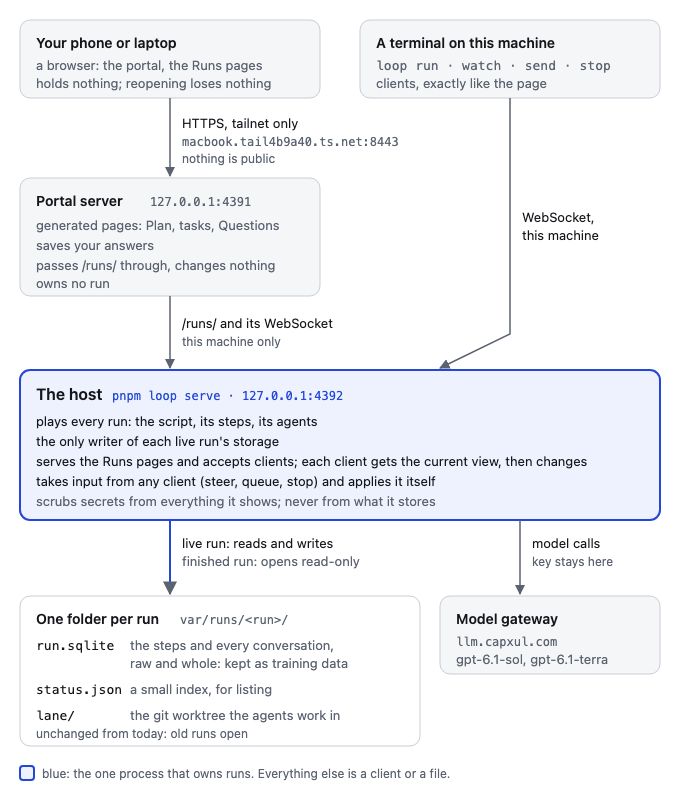 Your phone or laptop
a browser: the portal, the Runs pages
holds nothing; reopening loses nothing
A terminal on this machine
loop run · watch · send · stop
clients, exactly like the page
HTTPS, tailnet only
macbook.tail4b9a40.ts.net:8443
nothing is public
Portal server 127.0.0.1:4391
generated pages: Plan, tasks, Questions
saves your answers
passes /runs/ through, changes nothing
owns no run
WebSocket,
this machine
/runs/ and its WebSocket
this machine only
The host pnpm loop serve · 127.0.0.1:4392
plays every run: the script, its steps, its agents
the only writer of each live run's storage
serves the Runs pages and accepts clients; each client gets the current view, then changes
takes input from any client (steer, queue, stop) and applies it itself
scrubs secrets from everything it shows; never from what it stores
live run: reads and writes
finished run: opens read-only
model calls
key stays here
One folder per run var/runs/<run>/
run.sqlite the steps and every conversation,
raw and whole: kept as training data
status.json a small index, for listing
lane/ the git worktree the agents work in
unchanged from today: old runs open
Model gateway
llm.capxul.com
gpt-6.1-sol, gpt-6.1-terra
blue: the one process that owns runs. Everything else is a client or a file.